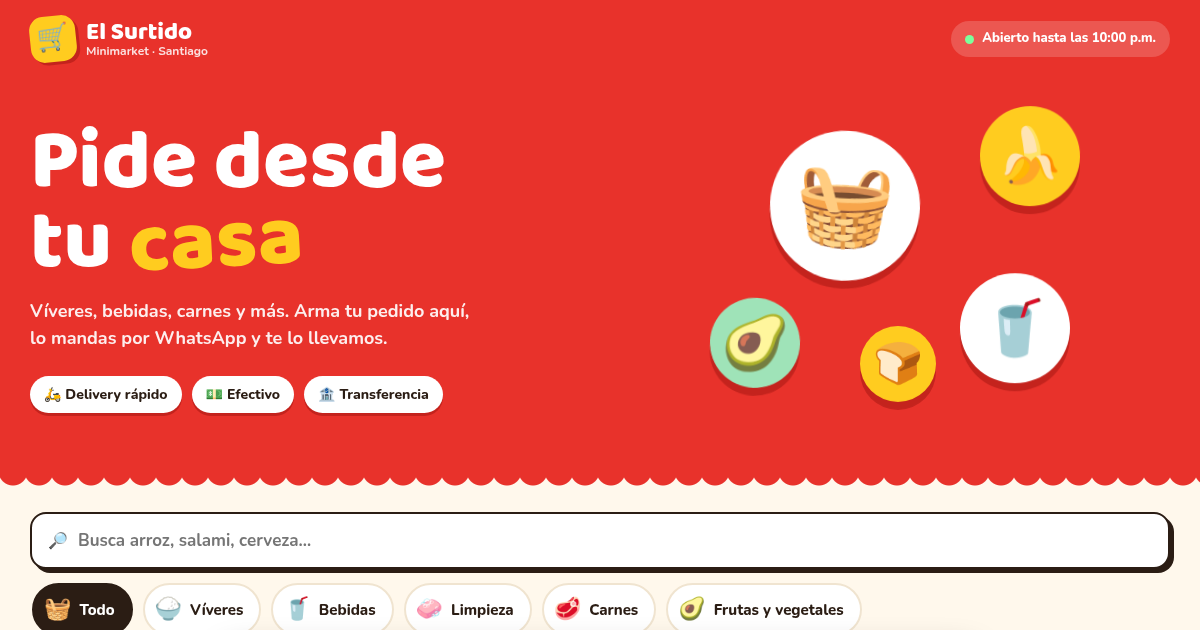 El Surtido
Minimarket · Santiago
Abierto hasta las 10:00 p.m.
Pide desde
tu casa
Víveres, bebidas, carnes y más. Arma tu pedido aquí,
lo mandas por WhatsApp y te lo llevamos.
Delivery rápido
Efectivo
Transferencia
Busca arroz, salami, cerveza...
Todo
Víveres
Bebidas
Limpieza
Carnes
Frutas y vegetales